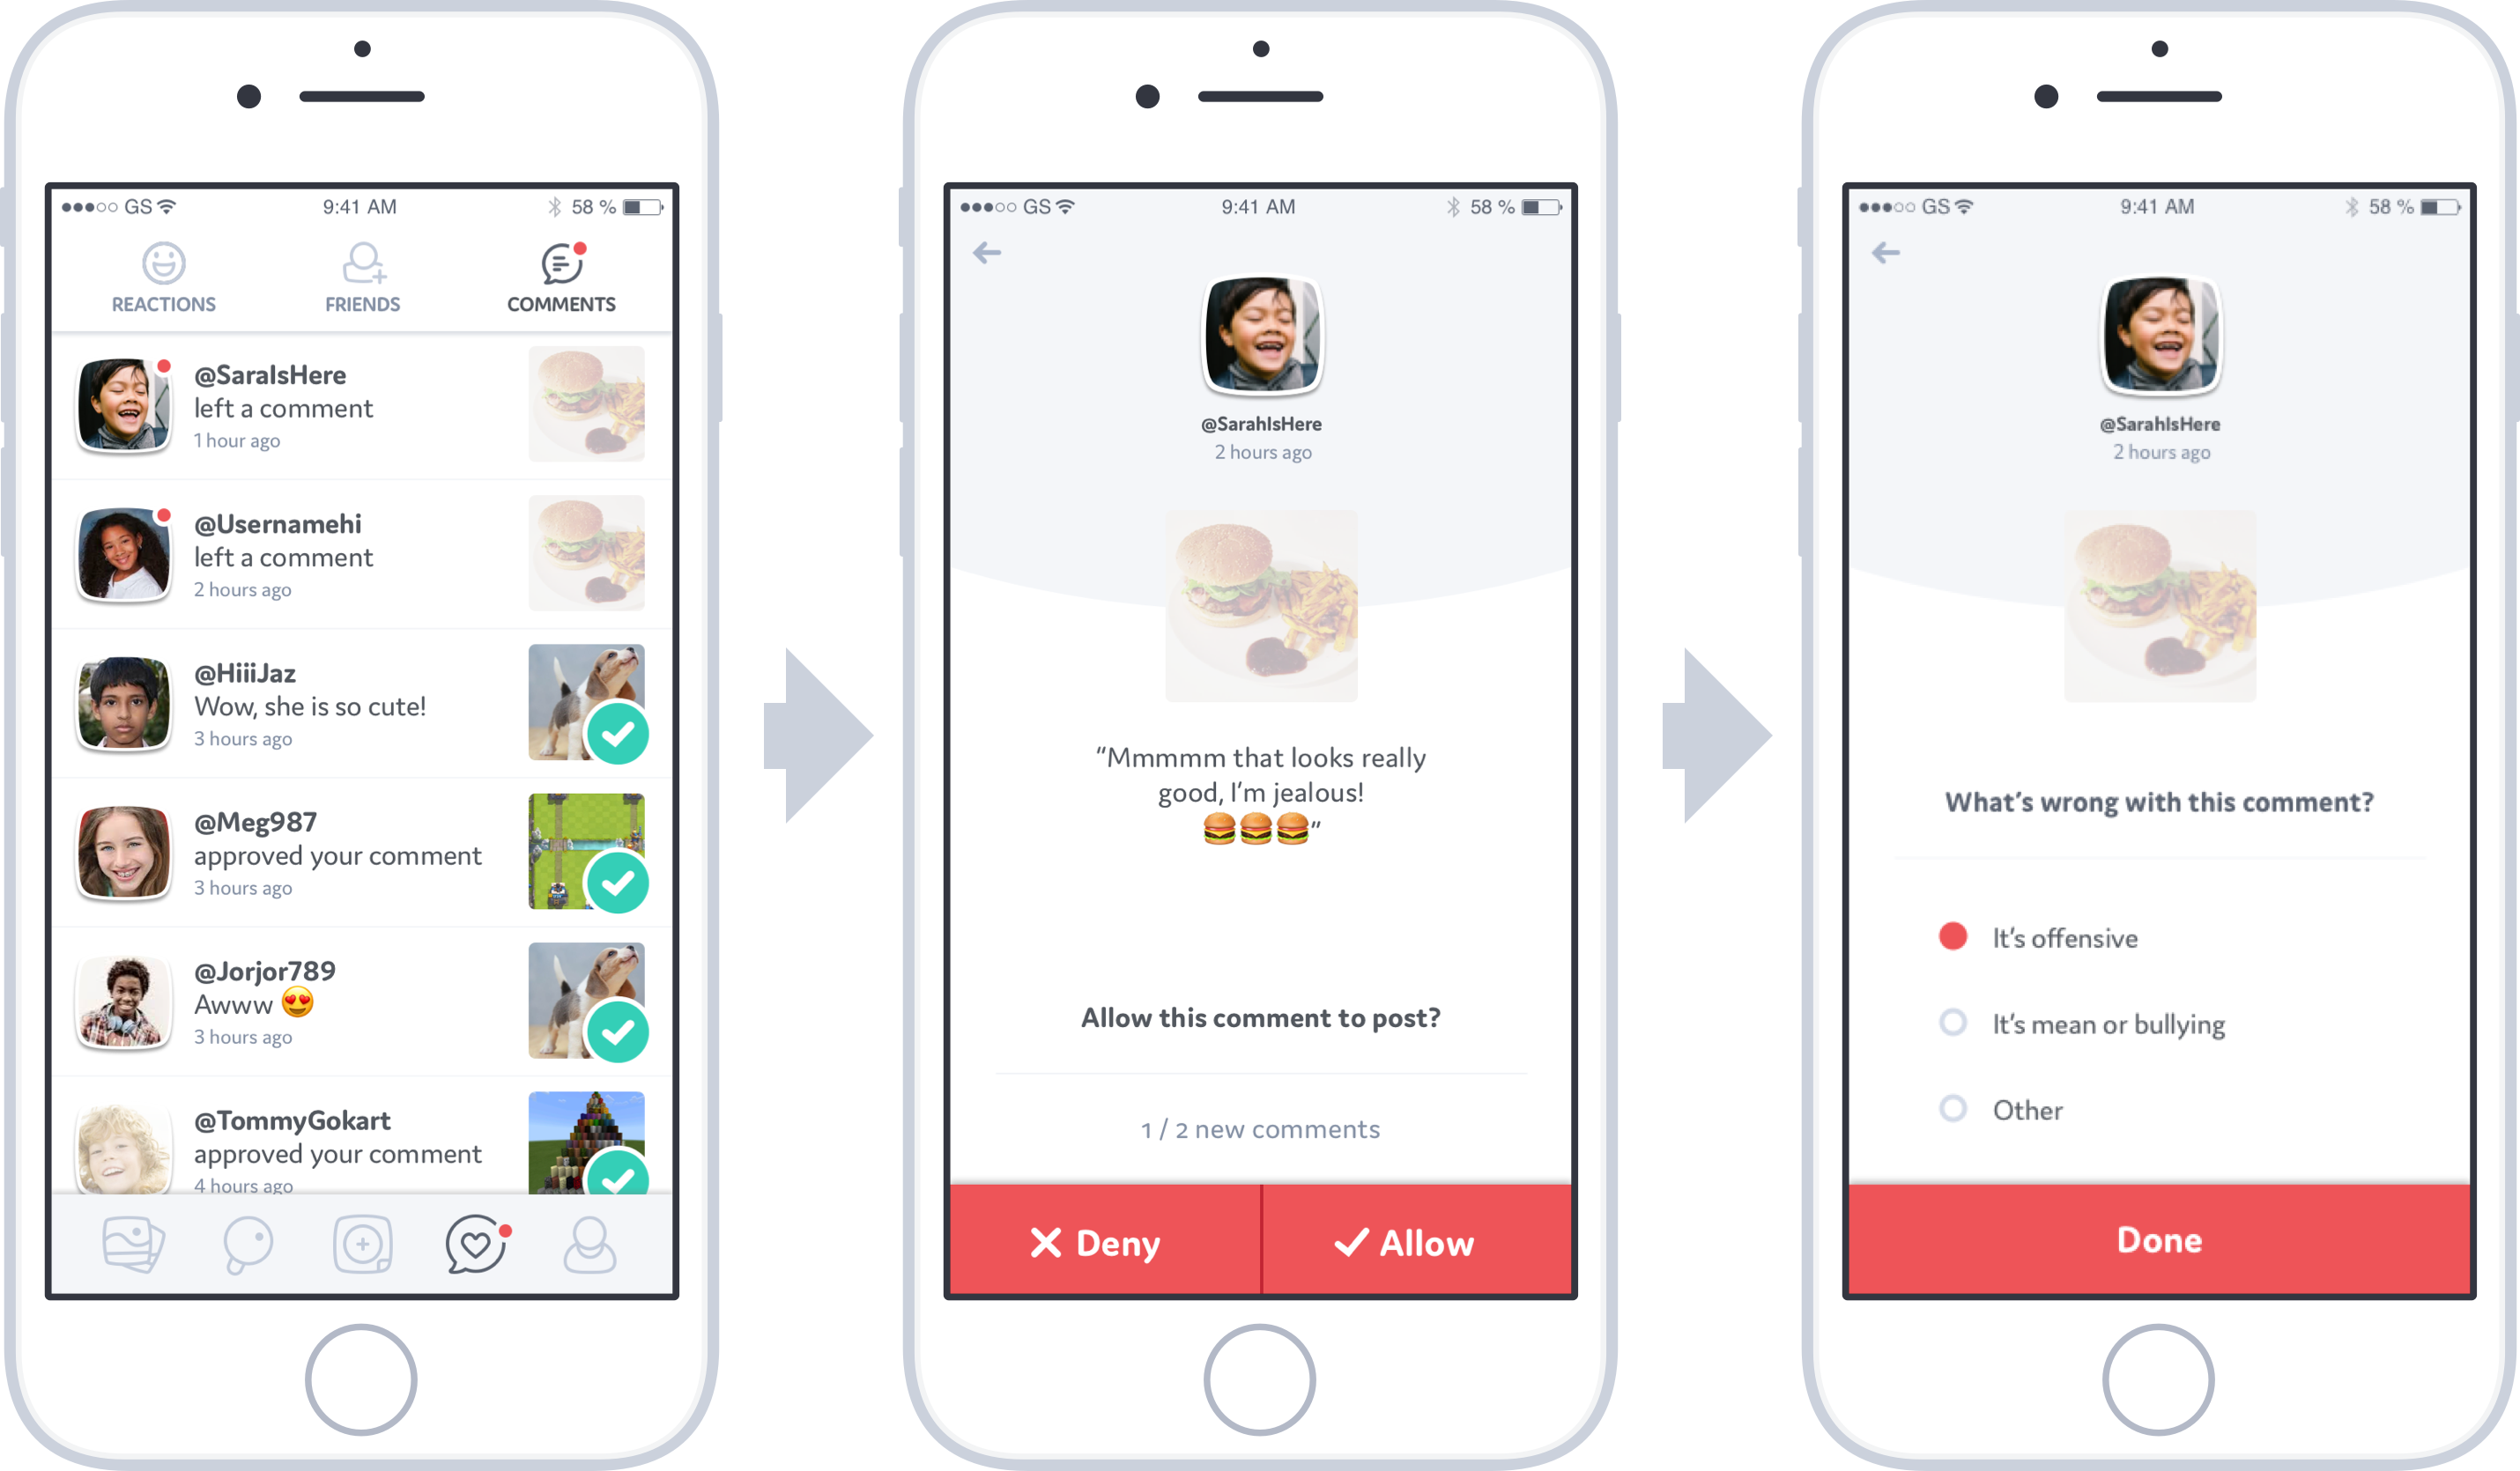 GS 9:41 AM 58 %
REACTIONS FRIENDS COMMENTS
@SaraIsHere
left a comment
1 hour ago
@Usernamehi
left a comment
2 hours ago
@HiiiJaz
Wow, she is so cute!
3 hours ago
@Meg987
approved your comment
3 hours ago
@Jorjor789
Awww 😍
3 hours ago
@TommyGokart
approved your comment
4 hours ago
GS 9:41 AM 58 %
@SarahIsHere
2 hours ago
“Mmmmm that looks really
good, I’m jealous!
🍔🍔🍔”
Allow this comment to post?
1 / 2 new comments
Deny Allow
GS 9:41 AM 58 %
@SarahIsHere
2 hours ago
What’s wrong with this comment?
It’s offensive
It’s mean or bullying
Other
Done